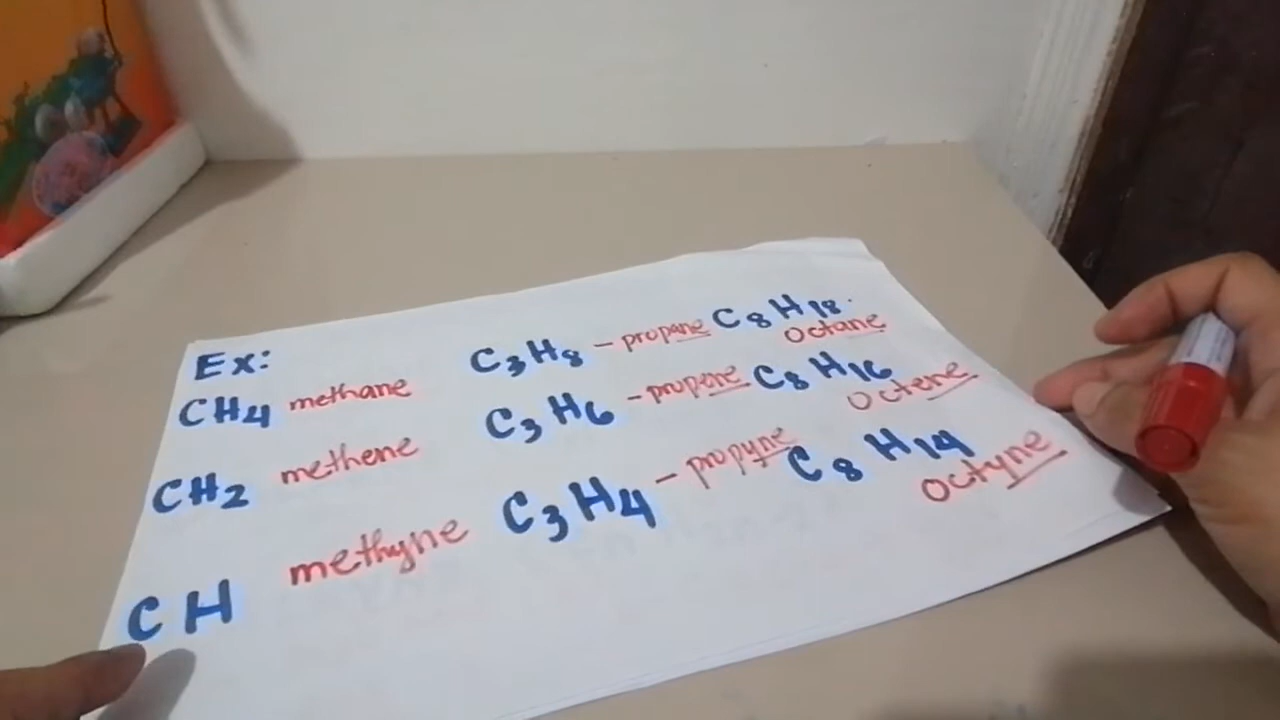 Ex:
CH4 methane
CH2 methene
CH methyne
C3H8 - propane
C3H6 - propene
C3H4 - propyne
C8H18.
Octane
C8H16
Octene
C8H14
Octyne